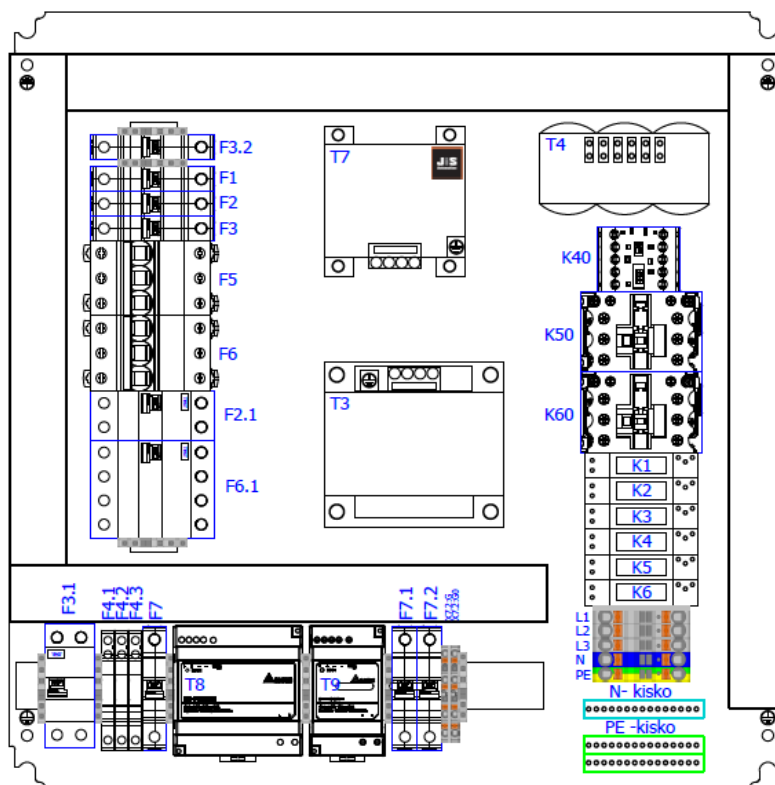 F3.2
F1
F2
F3
F5
F6
F2.1
F6.1
T7
JIS
T3
T4
K40
K50
K60
K1
K2
K3
K4
K5
K6
L1
L2
L3
N
PE
N- kisko
PE -kisko
F3.1
F4.1
F4.2
F4.3
F7
T8
T9
F7.1
F7.2